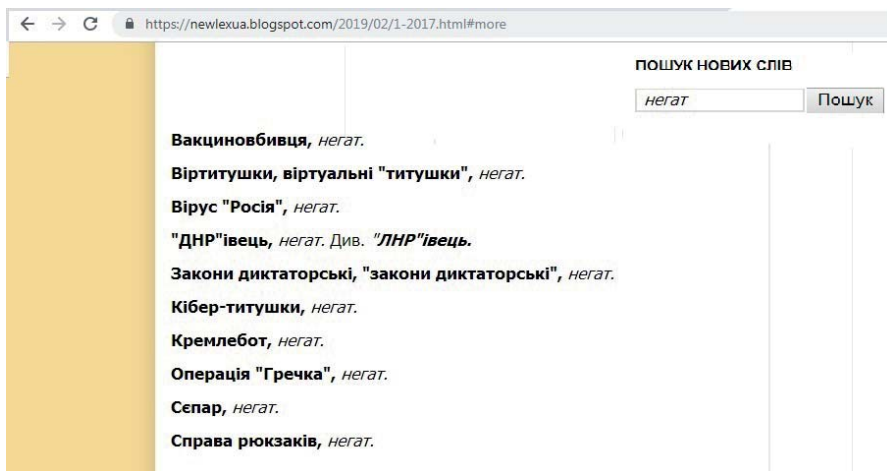 https://newlexua.blogspot.com/2019/02/1-2017.html#more
ПОШУК НОВИХ СЛІВ
негат Пошук
Вакциновбивця, негат.
Віртитушки, віртуальні "титушки", негат.
Вірус "Росія", негат.
"ДНР"івець, негат. Див. "ЛНР"івець.
Закони диктаторські, "закони диктаторські", негат.
Кібер-титушки, негат.
Кремлебот, негат.
Операція "Гречка", негат.
Сєпар, негат.
Справа рюкзаків, негат.